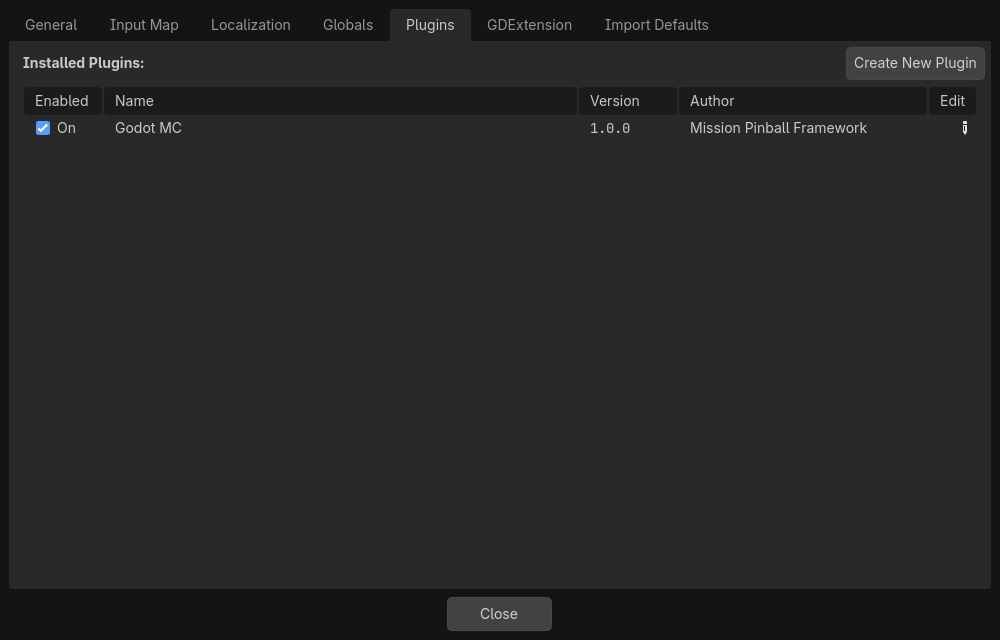 General Input Map Localization Globals Plugins GDExtension Import Defaults
Installed Plugins: Create New Plugin
Enabled Name Version Author Edit
On Godot MC 1.0.0 Mission Pinball Framework
Close